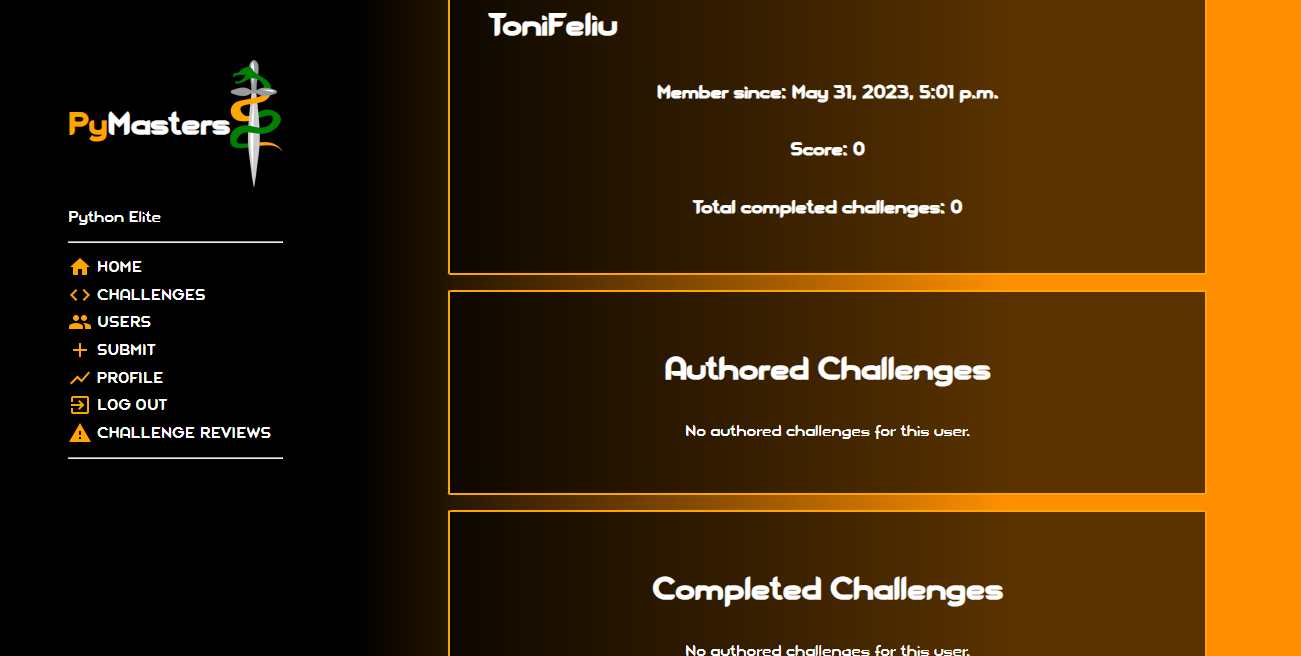 PyMasters
Python Elite
HOME
CHALLENGES
USERS
SUBMIT
PROFILE
LOG OUT
CHALLENGE REVIEWS
ToniFeliu
Member since: May 31, 2023, 5:01 p.m.
Score: 0
Total completed challenges: 0
Authored Challenges
No authored challenges for this user.
Completed Challenges
No authored challenges for this user.